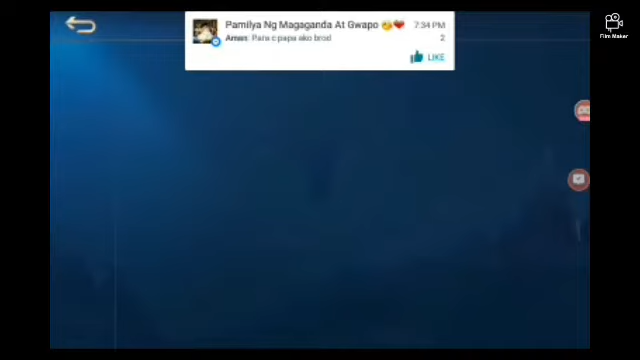 Pamilya Ng Magaganda At Gwapo 7:34 PM
Aman: Para c papa ako brod 2
LIKE
Film Maker